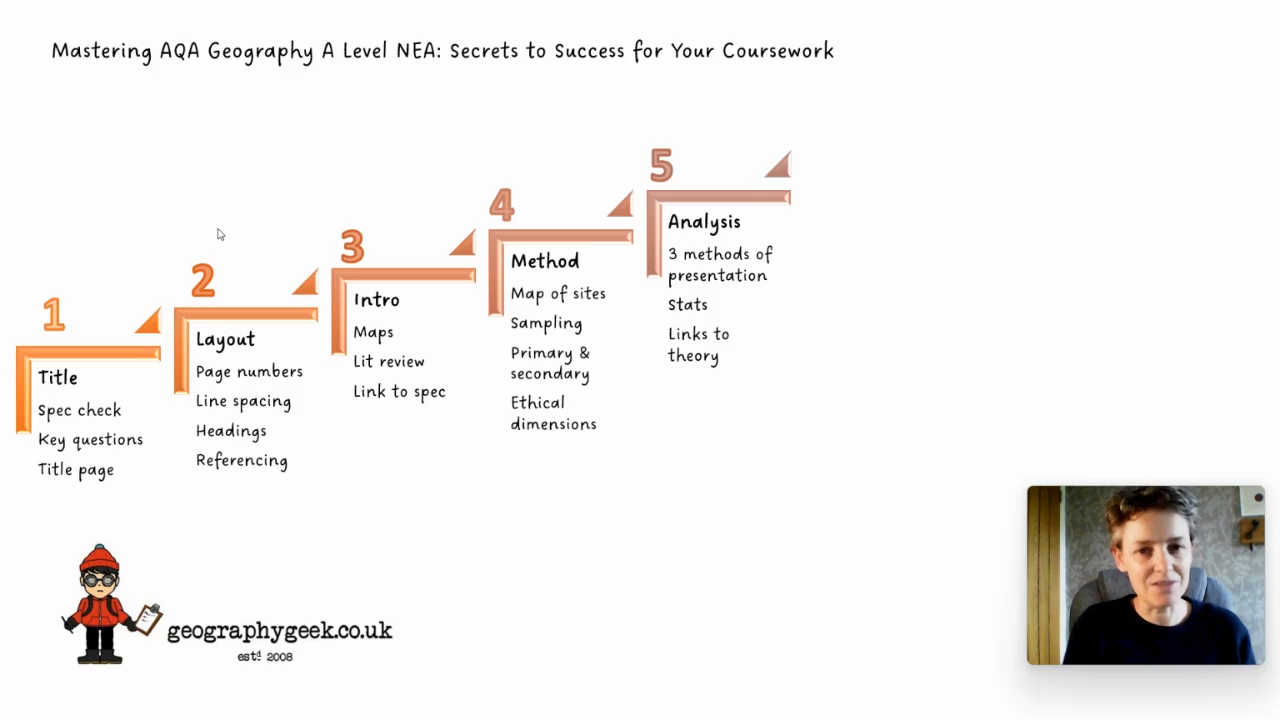 Mastering AQA Geography A Level NEA: Secrets to Success for Your Coursework
1
Title
Spec check
Key questions
Title page
2
Layout
Page numbers
Line spacing
Headings
Referencing
3
Intro
Maps
Lit review
Link to spec
4
Method
Map of sites
Sampling
Primary &
secondary
Ethical
dimensions
5
Analysis
3 methods of
presentation
Stats
Links to
theory
geographygeek.co.uk
estd 2008